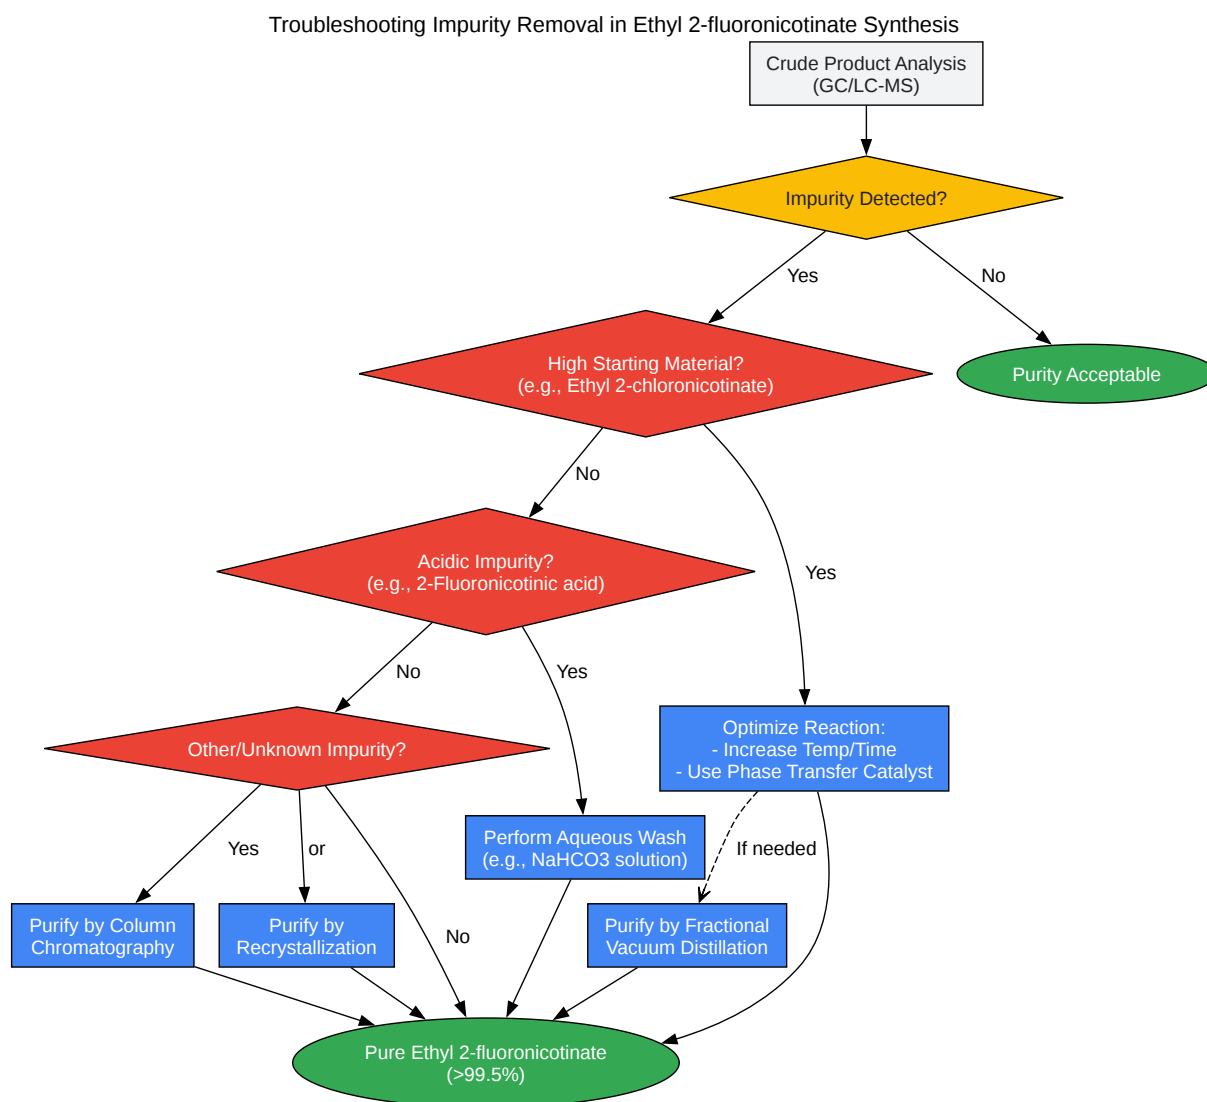 Troubleshooting Impurity Removal in Ethyl 2-fluoronicotinate Synthesis
Crude Product Analysis
(GC/LC-MS)
Impurity Detected?
Yes
No
High Starting Material?
(e.g., Ethyl 2-chloronicotinate)
Purity Acceptable
No
Yes
Acidic Impurity?
(e.g., 2-Fluoronicotinic acid)
No
Yes
Other/Unknown Impurity?
Optimize Reaction:
- Increase Temp/Time
- Use Phase Transfer Catalyst
Yes
or
No
Perform Aqueous Wash
(e.g., NaHCO3 solution)
If needed
Purify by Column
Chromatography
Purify by
Recrystallization
Purify by Fractional
Vacuum Distillation
Pure Ethyl 2-fluoronicotinate
(>99.5%)